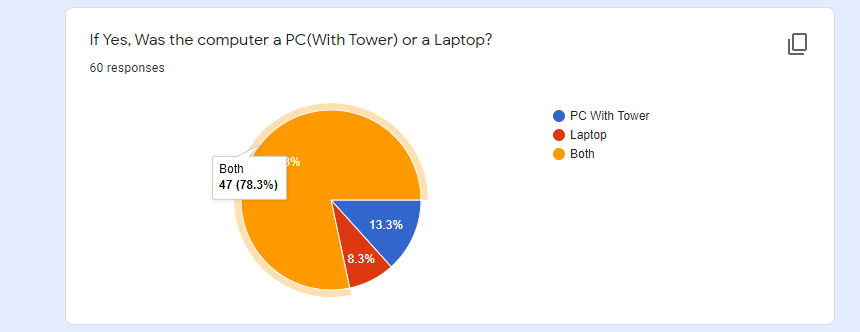 If Yes, Was the computer a PC(With Tower) or a Laptop?
60 responses
PC With Tower
Laptop
Both
Both
47 (78.3%)
13.3%
8.3%